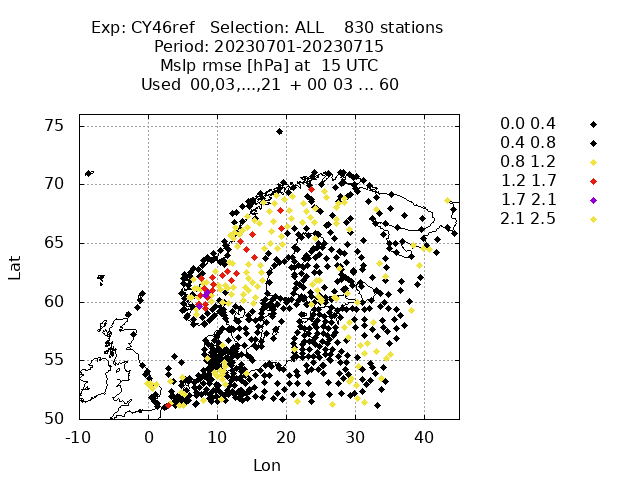 Exp: CY46ref Selection: ALL 830 stations
Period: 20230701-20230715
Mslp rmse [hPa] at 15 UTC
Used 00,03,...,21 + 00 03 ... 60
0.0 0.4
0.4 0.8
0.8 1.2
1.2 1.7
1.7 2.1
2.1 2.5
75
70
65
60
55
50
Lat
-10 0 10 20 30 40
Lon